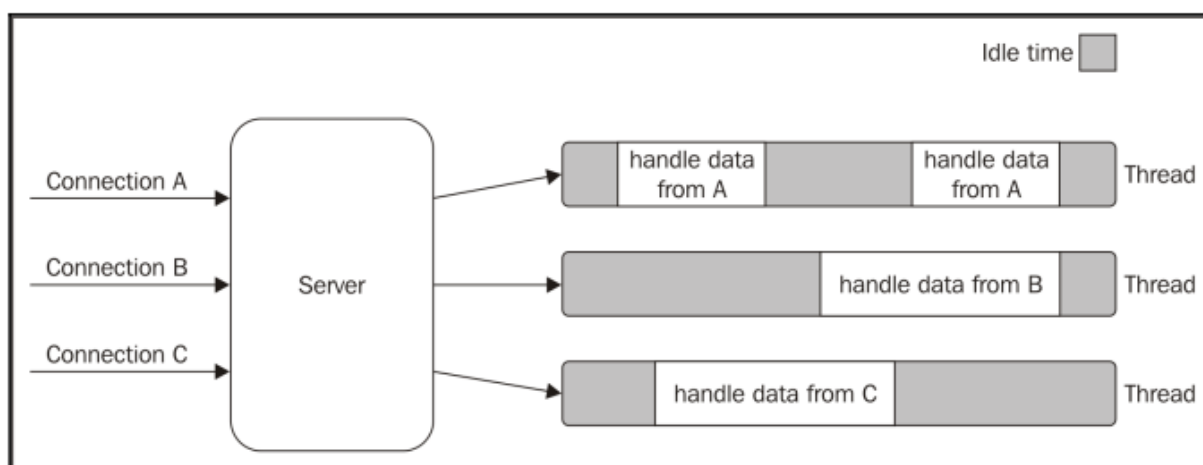 Idle time
Connection A
Connection B
Connection C
Server
handle data
from A
handle data
from A
Thread
handle data from B
Thread
handle data from C
Thread